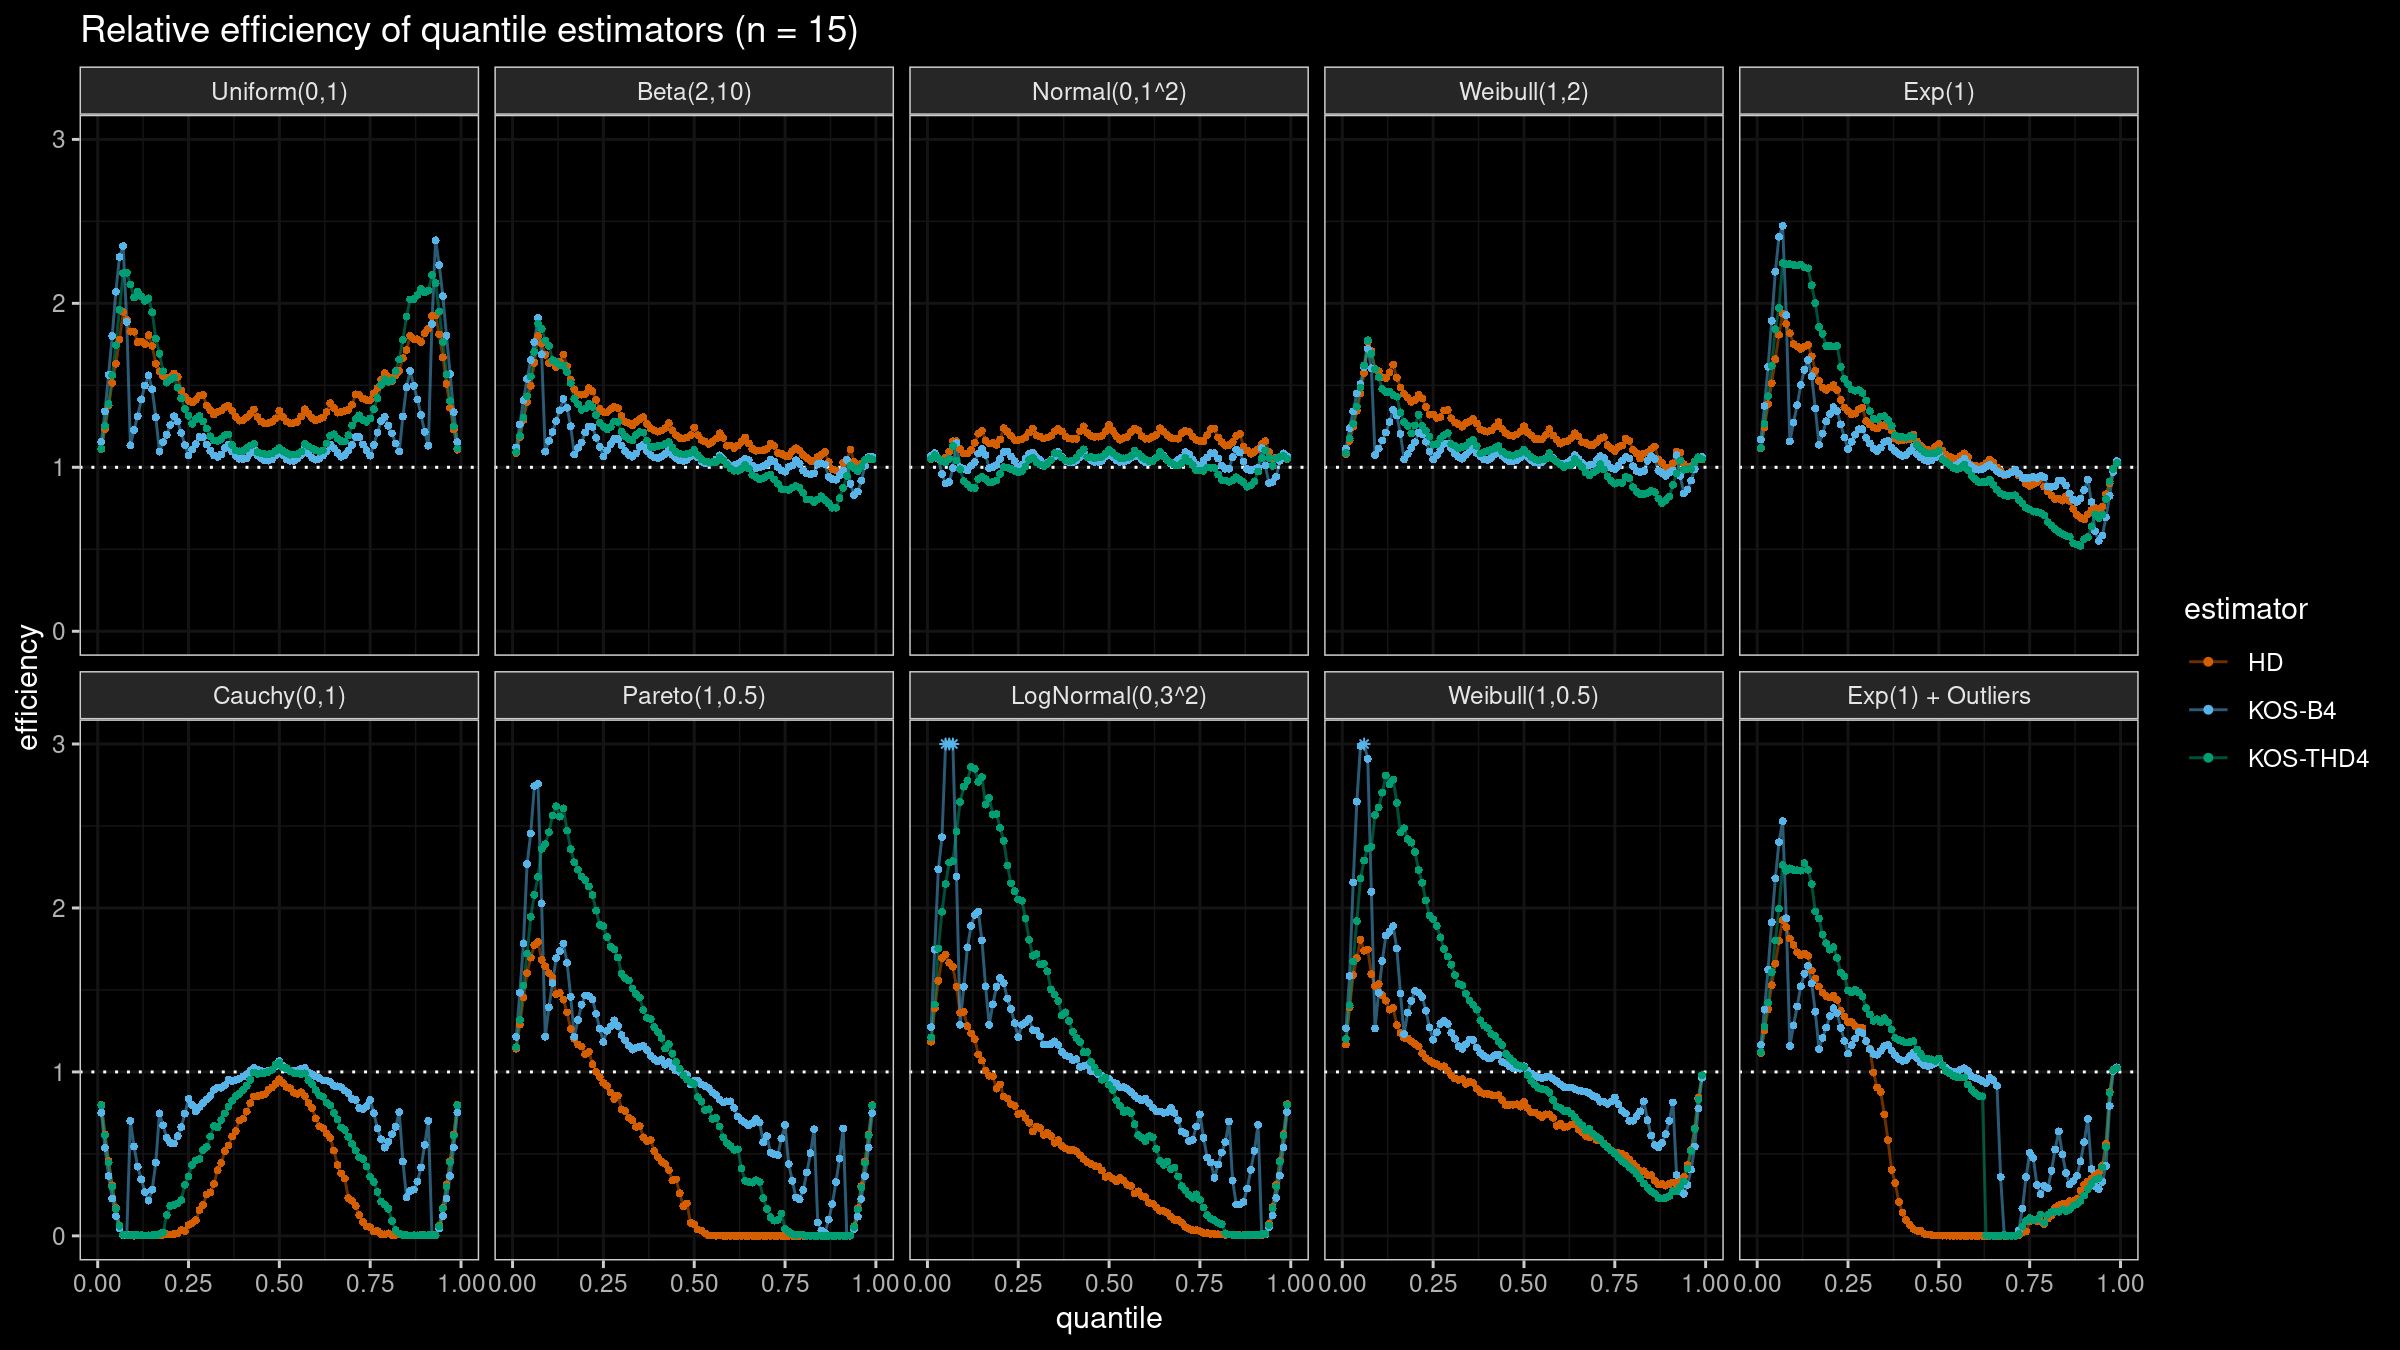 Relative efficiency of quantile estimators (n = 15)
Uniform(0,1) Beta(2,10) Normal(0,1^2) Weibull(1,2) Exp(1)
3
2
1
0
efficiency
Cauchy(0,1) Pareto(1,0.5) LogNormal(0,3^2) Weibull(1,0.5) Exp(1) + Outliers
3
2
1
0
0.00 0.25 0.50 0.75 1.00 0.00 0.25 0.50 0.75 1.00 0.00 0.25 0.50 0.75 1.00 0.00 0.25 0.50 0.75 1.00 0.00 0.25 0.50 0.75 1.00
quantile
estimator
HD
KOS-B4
KOS-THD4